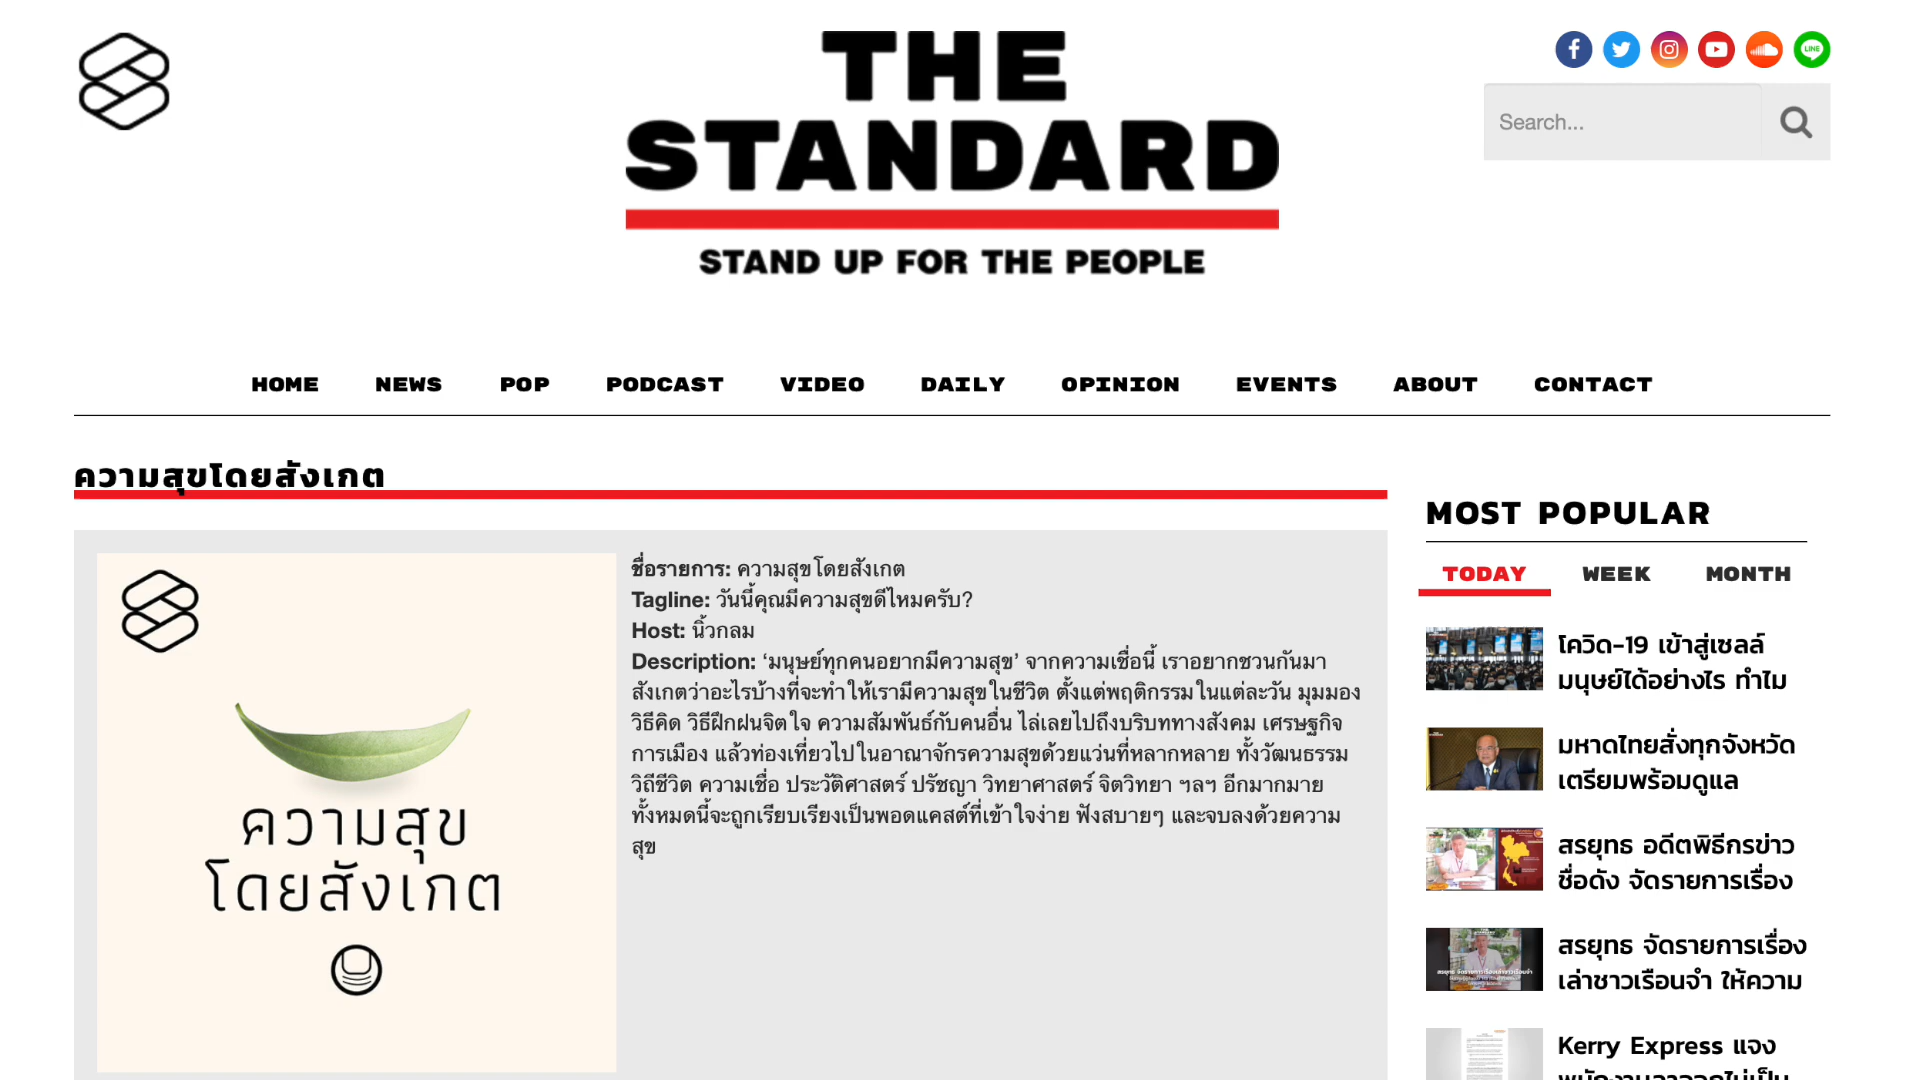 THE
STANDARD
STAND UP FOR THE PEOPLE
Search...
HOME NEWS POP PODCAST VIDEO DAILY OPINION EVENTS ABOUT CONTACT
ความสุขโดยสังเกต
ความสุข
โดยสังเกต
ชื่อรายการ: ความสุขโดยสังเกต
Tagline: วันนี้คุณมีความสุขดีไหมครับ?
Host: นิ้วกลม
Description: ‘มนุษย์ทุกคนอยากมีความสุข’ จากความเชื่อนี้ เราอยากชวนกันมา
สังเกตว่าอะไรบ้างที่จะทำให้เรามีความสุขในชีวิต ตั้งแต่พฤติกรรมในแต่ละวัน มุมมอง
วิธีคิด วิธีฝึกฝนจิตใจ ความสัมพันธ์กับคนอื่น ไล่เลยไปถึงบริบททางสังคม เศรษฐกิจ
การเมือง แล้วท่องเที่ยวไปในอาณาจักรความสุขด้วยแว่นที่หลากหลาย ทั้งวัฒนธรรม
วิถีชีวิต ความเชื่อ ประวัติศาสตร์ ปรัชญา วิทยาศาสตร์ จิตวิทยา ฯลฯ อีกมากมาย
ทั้งหมดนี้จะถูกเรียบเรียงเป็นพอดแคสต์ที่เข้าใจง่าย ฟังสบายๆ และจบลงด้วยความ
สุข
MOST POPULAR
TODAY WEEK MONTH
โควิด-19 เข้าสู่เซลล์
มนุษย์ได้อย่างไร ทำไม
มหาดไทยสั่งทุกจังหวัด
เตรียมพร้อมดูแล
สรยุทธ อดีตพิธีกรข่าว
ชื่อดัง จัดรายการเรื่อง
สรยุทธ จัดรายการเรื่อง
เล่าชาวเรือนจำ ให้ความ
Kerry Express แจง
พนักงานลาออกไม่เป็น